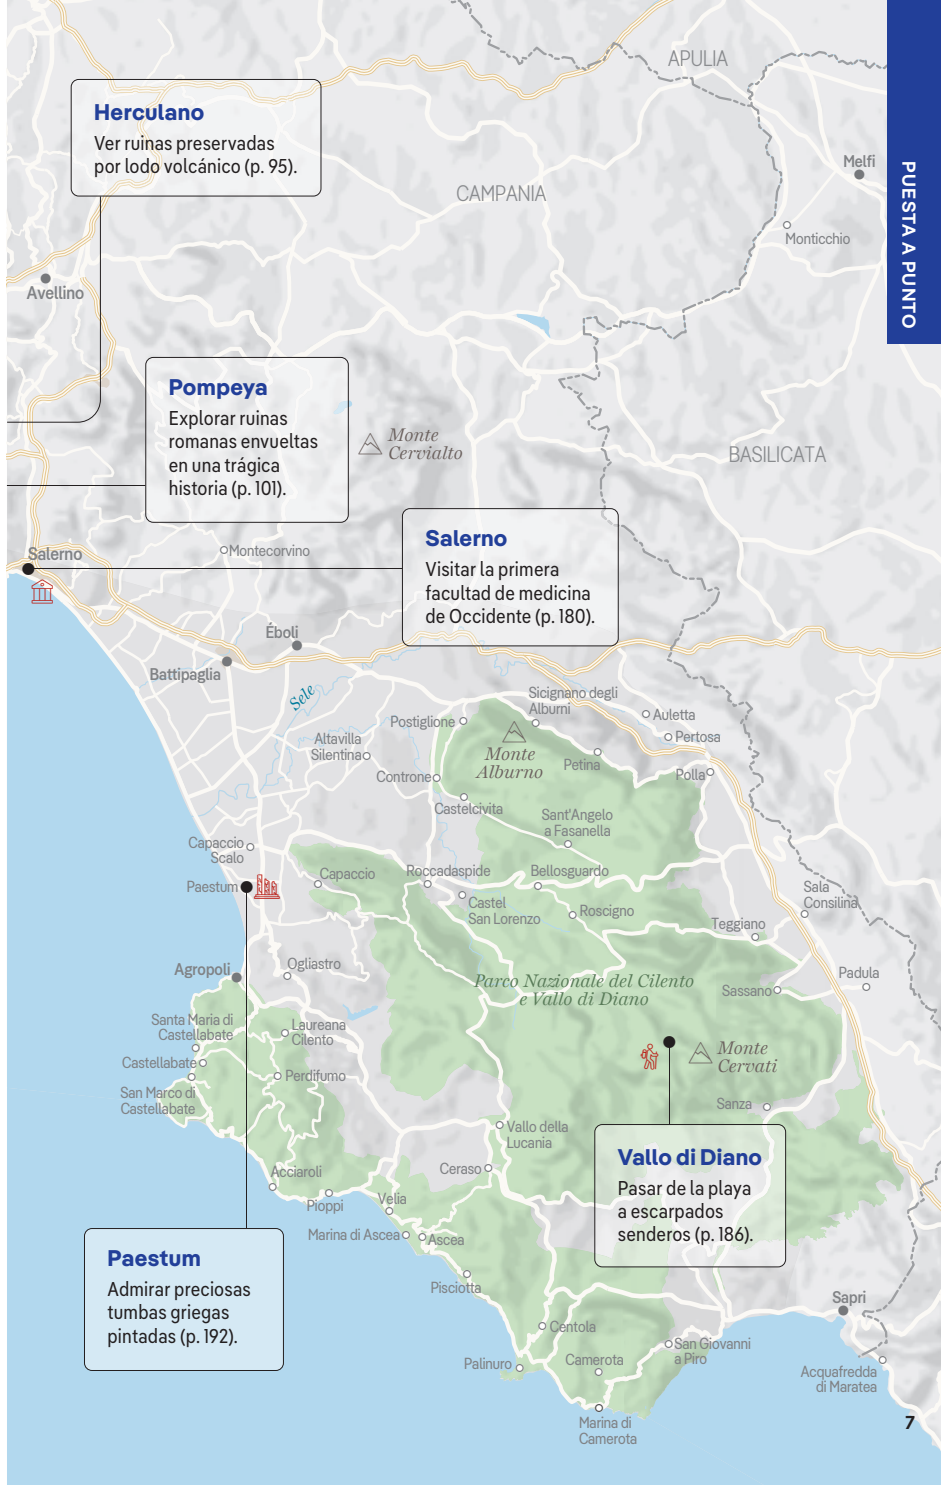 APULIA
Herculano
Ver ruinas preservadas
por lodo volcánico (p. 95).
Melfi
CAMPANIA
PUESTA A PUNTO
Monticchio
Avellino
Pompeya
Explorar ruinas
romanas envueltas
en una trágica
historia (p. 101).
Monte
Cervialto
BASILICATA
Salerno
Montecorvino
Salerno
Visitar la primera
facultad de medicina
de Occidente (p. 180).
Éboli
Battipaglia
Sele
Sicignano degli
Alburni
Postiglione
Auletta
Pertosa
Altavilla
Silentina
Monte
Alburno
Petina
Polla
Controne
Castelcivita
Sant'Angelo
a Fasanella
Capaccio
Scalo
Paestum
Capaccio
Roccadaspide
Bellosguardo
Castel
San Lorenzo
Roscigno
Sala
Consilina
Teggiano
Agropoli
Ogliastro
Parco Nazionale del Cilento
e Vallo di Diano
Sassano
Padula
Santa Maria di
Castellabate
Laureana
Cilento
Castellabate
Perdifumo
Monte
Cervati
San Marco di
Castellabate
Sanza
Vallo della
Lucania
Vallo di Diano
Pasar de la playa
a escarpados
senderos (p. 186).
Ceraso
Acciaroli
Pioppi
Velia
Marina di Ascea
Ascea
Paestum
Admirar preciosas
tumbas griegas
pintadas (p. 192).
Pisciotta
Sapri
Centola
San Giovanni
a Piro
Palinuro
Camerota
Acquafredda
di Maratea
Marina di
Camerota
7